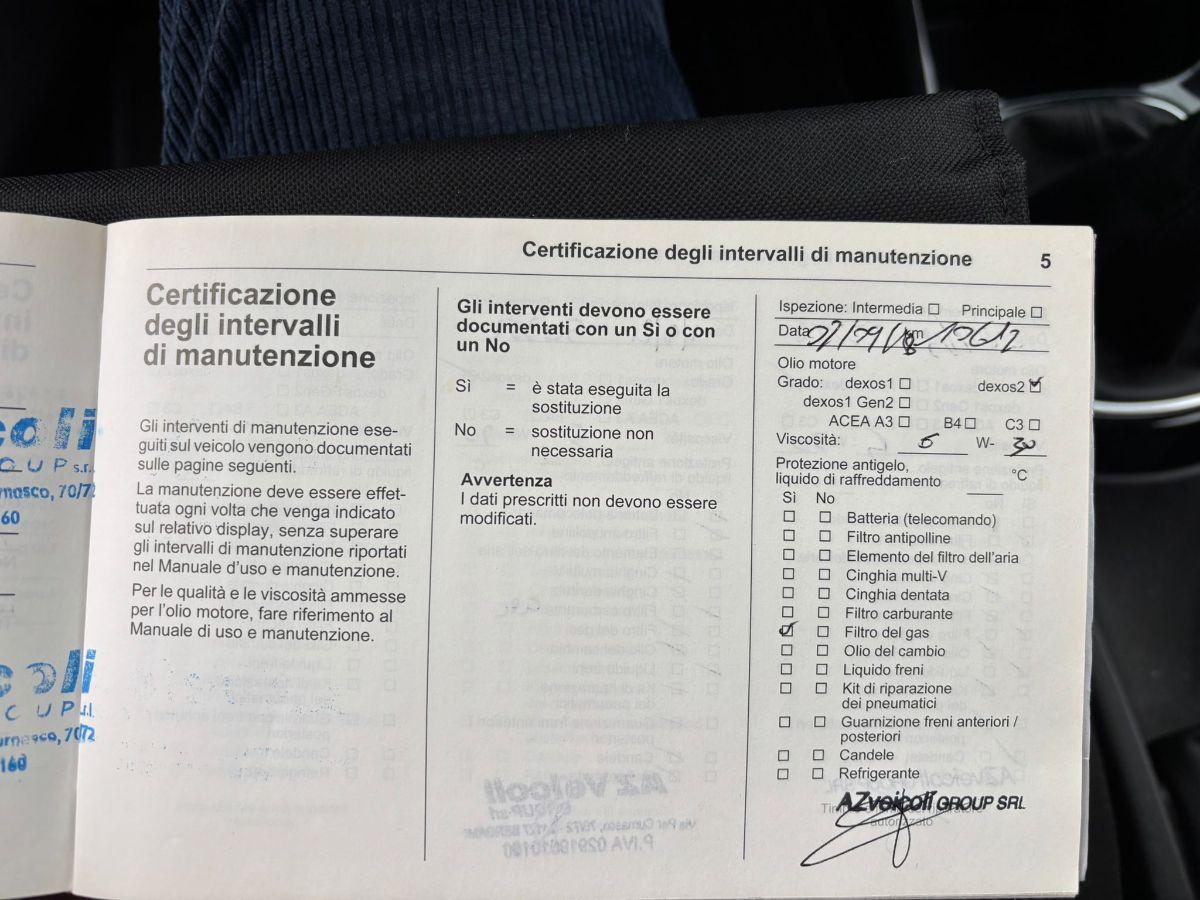 Certificazione degli intervalli di manutenzione 5
Certificazione
degli intervalli
di manutenzione
Gli interventi di manutenzione ese-
guiti sul veicolo vengono documentati
sulle pagine seguenti.
La manutenzione deve essere effet-
tuata ogni volta che venga indicato
sul relativo display, senza superare
gli intervalli di manutenzione riportati
nel Manuale d'uso e manutenzione.
Per le qualità e le viscosità ammesse
per l'olio motore, fare riferimento al
Manuale di uso e manutenzione.
Gli interventi devono essere
documentati con un Sì o con
un No
Sì = è stata eseguita la
sostituzione
No = sostituzione non
necessaria
Avvertenza
I dati prescritti non devono essere
modificati.
Ispezione: Intermedia Principale
Data km
Olio motore
Grado: dexos1 dexos2
dexos1 Gen2
ACEA A3 B4 C3
Viscosità: 5 W- 30
Protezione antigelo,
liquido di raffreddamento °C
Sì No
Batteria (telecomando)
Filtro antipolline
Elemento del filtro dell'aria
Cinghia multi-V
Cinghia dentata
Filtro carburante
Filtro del gas
Olio del cambio
Liquido freni
Kit di riparazione
dei pneumatici
Guarnizione freni anteriori /
posteriori
Candele
Refrigerante
AZveicoli GROUP SRL
autorizzato